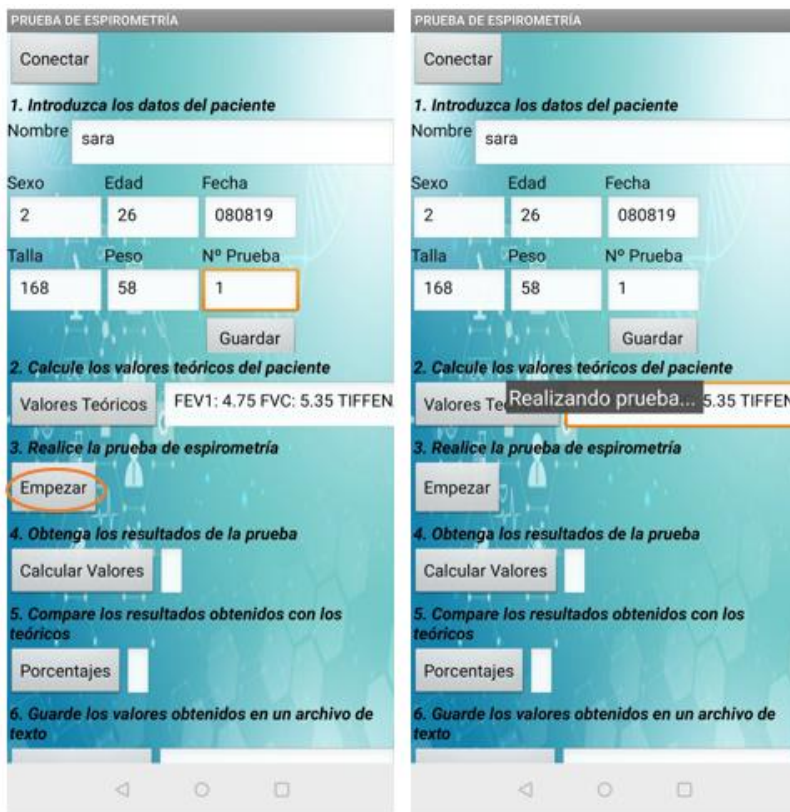 PRUEBA DE ESPIROMETRÍA
Conectar
1. Introduzca los datos del paciente
Nombre sara
Sexo Edad Fecha
2 26 080819
Talla Peso Nº Prueba
168 58 1
Guardar
2. Calcule los valores teóricos del paciente
Valores Teóricos FEV1: 4.75 FVC: 5.35 TIFFEN
3. Realice la prueba de espirometría
Empezar
4. Obtenga los resultados de la prueba
Calcular Valores
5. Compare los resultados obtenidos con los
teóricos
Porcentajes
6. Guarde los valores obtenidos en un archivo de
texto
PRUEBA DE ESPIROMETRÍA
Conectar
1. Introduzca los datos del paciente
Nombre sara
Sexo Edad Fecha
2 26 080819
Talla Peso Nº Prueba
168 58 1
Guardar
2. Calcule los valores teóricos del paciente
Valores Te Realizando prueba... 5.35 TIFFEN
3. Realice la prueba de espirometría
Empezar
4. Obtenga los resultados de la prueba
Calcular Valores
5. Compare los resultados obtenidos con los
teóricos
Porcentajes
6. Guarde los valores obtenidos en un archivo de
texto